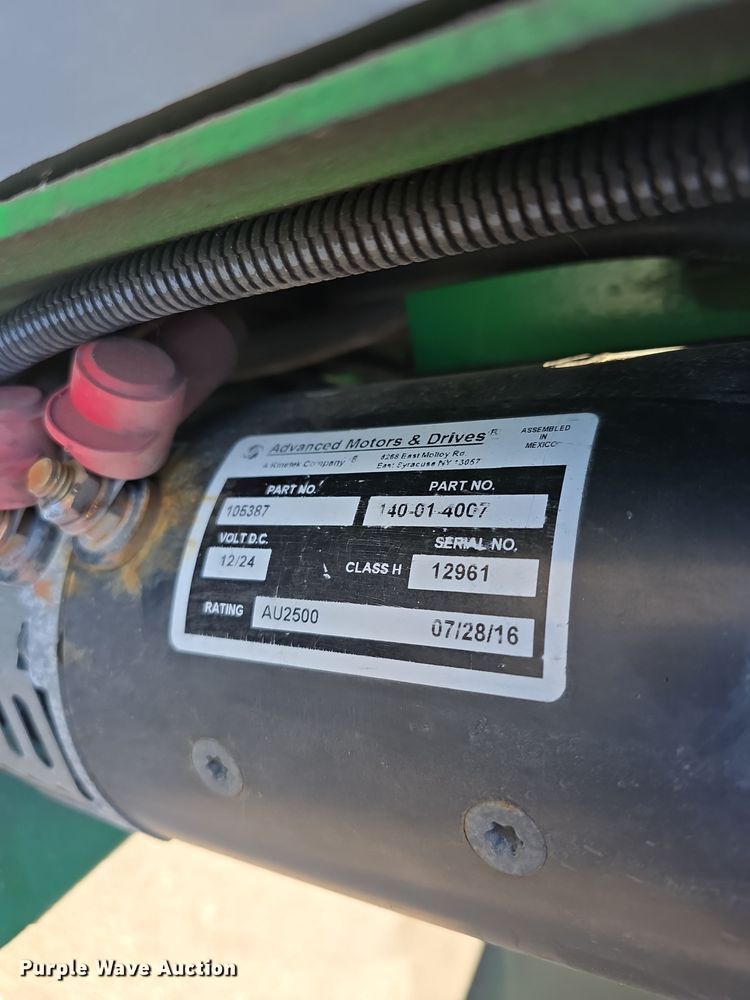 Advanced Motors & Drives ® ASSEMBLED IN MEXICO
A Kinetek Company 6268 East Molloy Rd.
East Syracuse NY 13057
PART NO. PART NO.
105387 140-01-4007
VOLT D.C. SERIAL NO.
12/24 CLASS H 12961
RATING AU2500 07/28/16
Purple Wave Auction